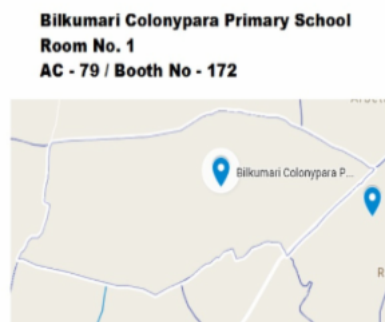 Bilkumari Colonypara Primary School
Room No. 1
AC - 79 / Booth No - 172
Bilkumari Colonypara P...
R